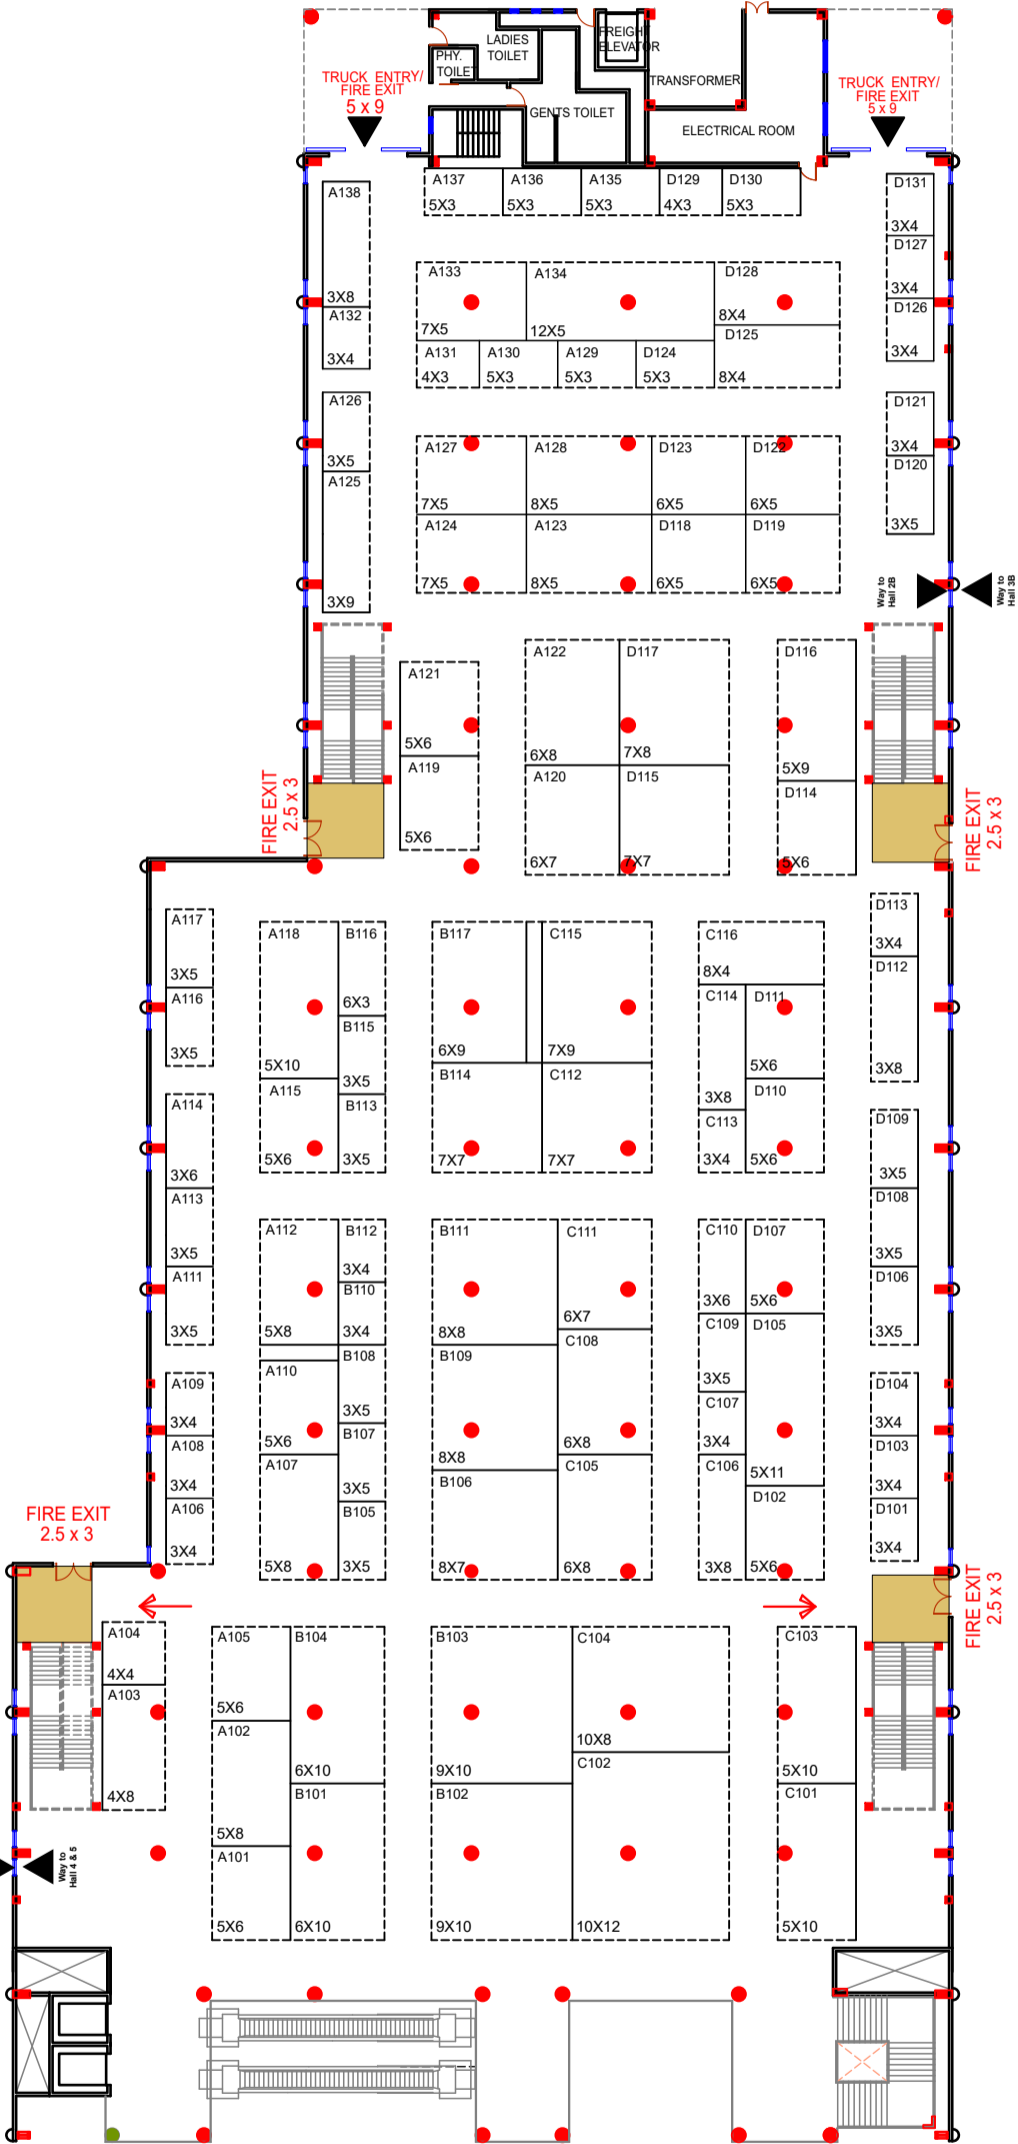 LADIES
TOILET
PHY.
TOILET
FREIGHT
ELEVATOR
TRANSFORMER
GENTS TOILET
ELECTRICAL ROOM
TRUCK ENTRY/
FIRE EXIT
5 x 9
TRUCK ENTRY/
FIRE EXIT
5 x 9
A138
3X8
A137
5X3
A136
5X3
A135
5X3
D129
4X3
D130
5X3
D131
3X4
D127
3X4
D126
3X4
A132
3X4
A133
7X5
A134
12X5
D128
8X4
D125
8X4
A131
4X3
A130
5X3
A129
5X3
D124
5X3
A126
3X5
A125
3X9
A127
7X5
A128
8X5
D123
6X5
D122
6X5
A124
7X5
A123
8X5
D118
6X5
D119
6X5
D121
3X4
D120
3X5
Way to
Hall 2B
Way to
Hall 3B
A121
5X6
A119
5X6
A122
6X8
D117
7X8
A120
6X7
D115
7X7
D116
5X9
D114
5X6
FIRE EXIT
2.5 x 3
FIRE EXIT
2.5 x 3
A117
3X5
A116
3X5
A118
5X10
A115
5X6
B116
6X3
B115
3X5
B113
3X5
B117
6X9
C115
7X9
B114
7X7
C112
7X7
C116
8X4
C114
3X8
C113
3X4
D111
5X6
D110
5X6
D113
3X4
D112
3X8
A114
3X6
A113
3X5
A111
3X5
D109
3X5
D108
3X5
D106
3X5
A112
5X8
A110
5X6
A107
5X8
B112
3X4
B110
3X4
B108
3X5
B107
3X5
B105
3X5
B111
8X8
B109
8X8
B106
8X7
C111
6X7
C108
6X8
C105
6X8
C110
3X6
C109
3X5
C107
3X4
C106
3X8
D107
5X6
D105
5X11
D102
5X6
A109
3X4
A108
3X4
A106
3X4
D104
3X4
D103
3X4
D101
3X4
FIRE EXIT
2.5 x 3
FIRE EXIT
2.5 x 3
A104
4X4
A103
4X8
A105
5X6
A102
5X8
A101
5X6
B104
6X10
B101
6X10
B103
9X10
B102
9X10
C104
10X8
C102
10X12
C103
5X10
C101
5X10
Way to
Hall 4 & 5